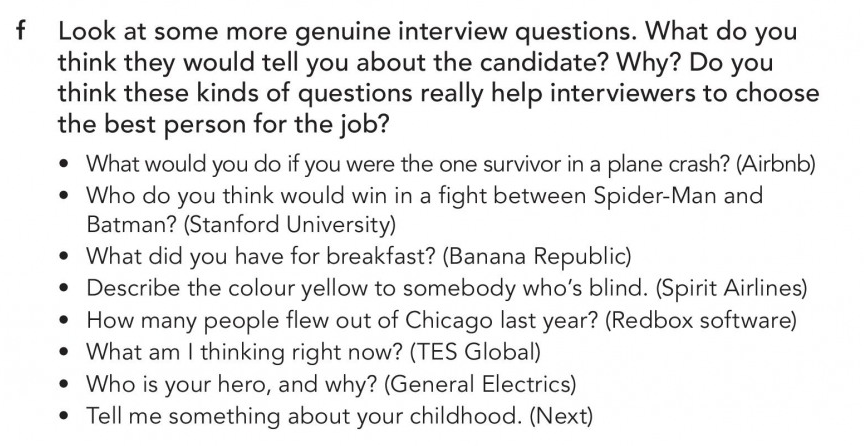 f Look at some more genuine interview questions. What do you
think they would tell you about the candidate? Why? Do you
think these kinds of questions really help interviewers to choose
the best person for the job?
• What would you do if you were the one survivor in a plane crash? (Airbnb)
• Who do you think would win in a fight between Spider-Man and
Batman? (Stanford University)
• What did you have for breakfast? (Banana Republic)
• Describe the colour yellow to somebody who's blind. (Spirit Airlines)
• How many people flew out of Chicago last year? (Redbox software)
• What am I thinking right now? (TES Global)
• Who is your hero, and why? (General Electrics)
• Tell me something about your childhood. (Next)